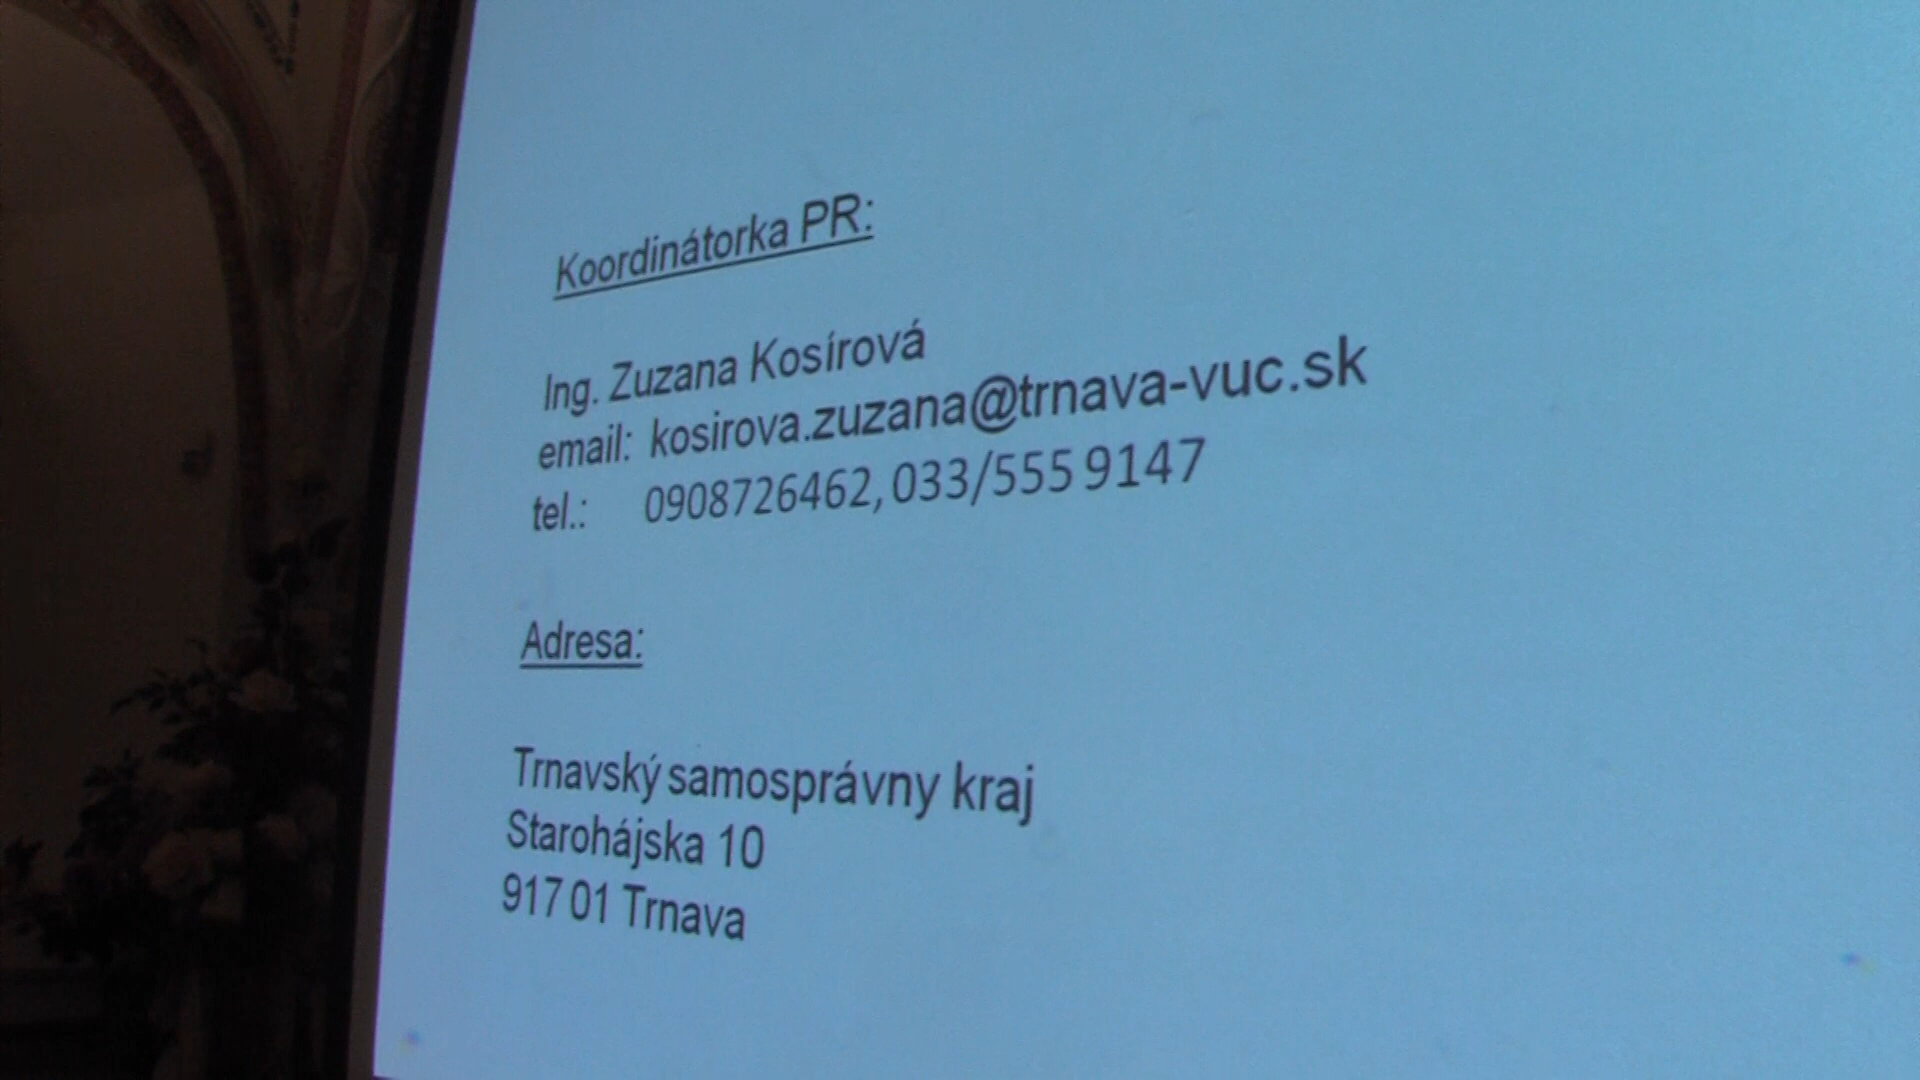 Koordinátorka PR:
Ing. Zuzana Kosírová
email: kosirova.zuzana@trnava-vuc.sk
tel.: 0908726462, 033/555 9147
Adresa:
Trnavský samosprávny kraj
Starohájska 10
917 01 Trnava